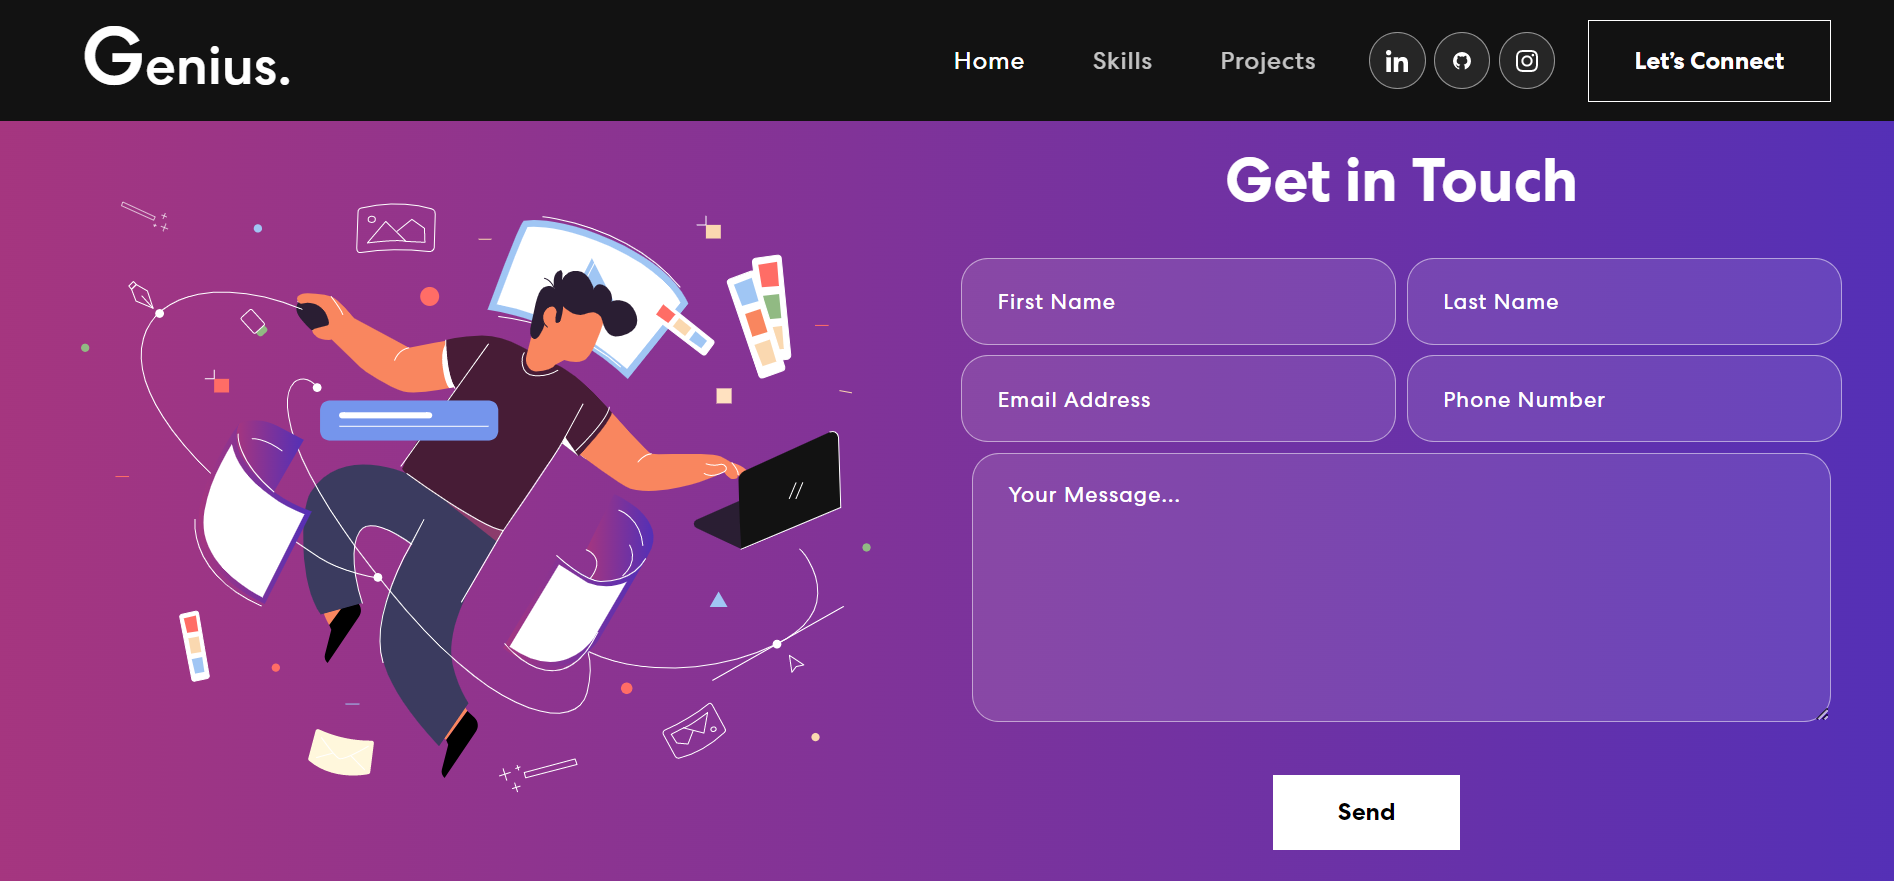 Genius.
Home Skills Projects in Let's Connect
Get in Touch
First Name Last Name
Email Address Phone Number
Your Message...
Send